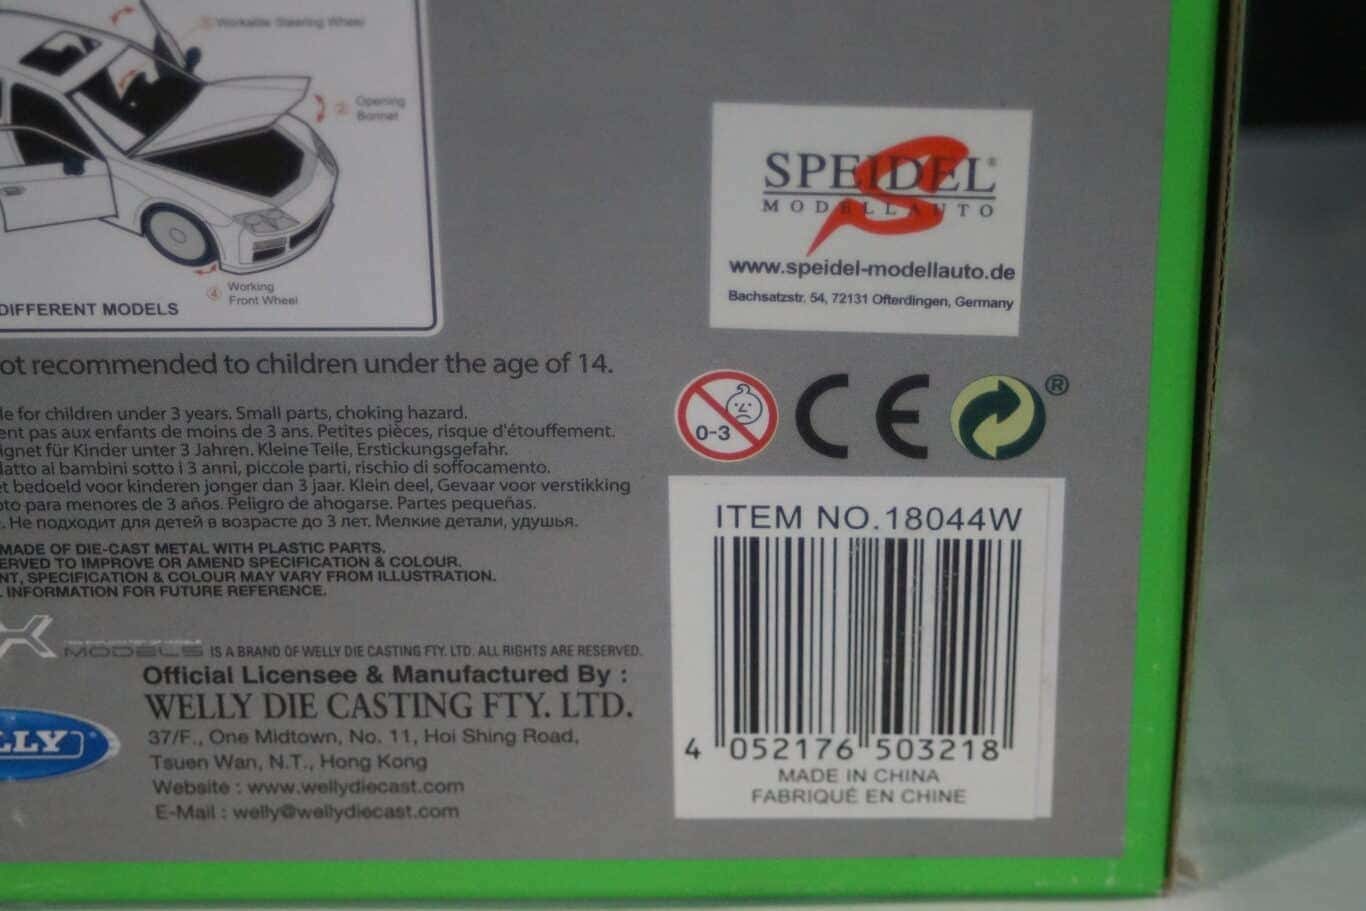 ① Workable Steering Wheel
② Opening
Bonnet
④ Working
Front Wheel
DIFFERENT MODELS
SPEIDEL®
MODELLAUTO
www.speidel-modellauto.de
Bachsatzstr. 54, 72131 Ofterdingen, Germany
ot recommended to children under the age of 14.
le for children under 3 years. Small parts, choking hazard.
ent pas aux enfants de moins de 3 ans. Petites pièces, risque d'étouffement.
ignet für Kinder unter 3 Jahren. Kleine Teile, Erstickungsgefahr.
latto ai bambini sotto i 3 anni, piccole parti, rischio di soffocamento.
t bedoeld voor kinderen jonger dan 3 jaar. Klein deel, Gevaar voor verstikking
oto para menores de 3 años. Peligro de ahogarse. Partes pequeñas.
. Не подходит для детей в возрасте до 3 лет. Мелкие детали, удушья.
MADE OF DIE-CAST METAL WITH PLASTIC PARTS.
ERVED TO IMPROVE OR AMEND SPECIFICATION & COLOUR.
NT, SPECIFICATION & COLOUR MAY VARY FROM ILLUSTRATION.
INFORMATION FOR FUTURE REFERENCE.
0-3
CE
®
X MODELS IS A BRAND OF WELLY DIE CASTING FTY. LTD. ALL RIGHTS ARE RESERVED.
Official Licensee & Manufactured By :
WELLY DIE CASTING FTY. LTD.
37/F., One Midtown, No. 11, Hoi Shing Road,
Tsuen Wan, N.T., Hong Kong
Website : www.wellydiecast.com
E-Mail : welly@wellydiecast.com
LLY
ITEM NO.18044W
4 052176 503218
MADE IN CHINA
FABRIQUÉ EN CHINE